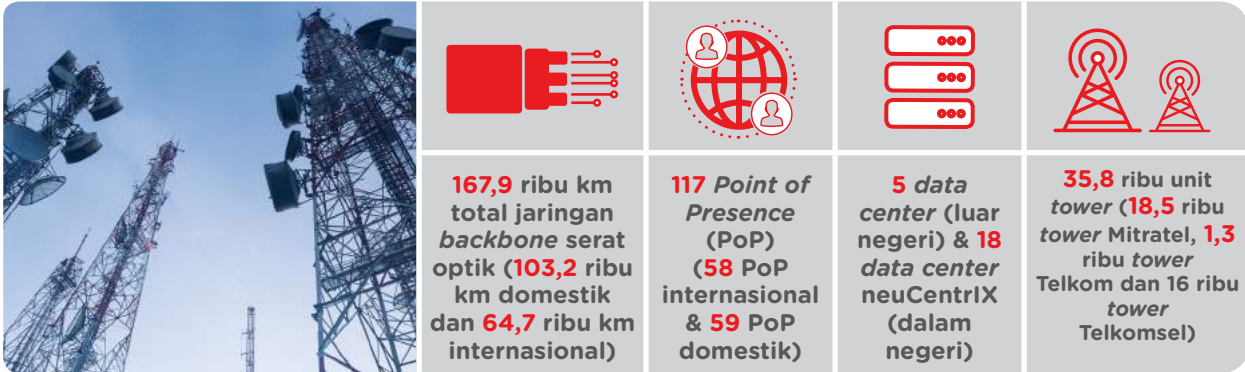 167,9 ribu km
total jaringan
backbone serat
optik (103,2 ribu
km domestik
dan 64,7 ribu km
internasional)
117 Point of
Presence
(PoP)
(58 PoP
internasional
& 59 PoP
domestik)
5 data
center (luar
negeri) & 18
data center
neuCentrIX
(dalam
negeri)
35,8 ribu unit
tower (18,5 ribu
tower Mitratel, 1,3
ribu tower
Telkom dan 16 ribu
tower
Telkomsel)